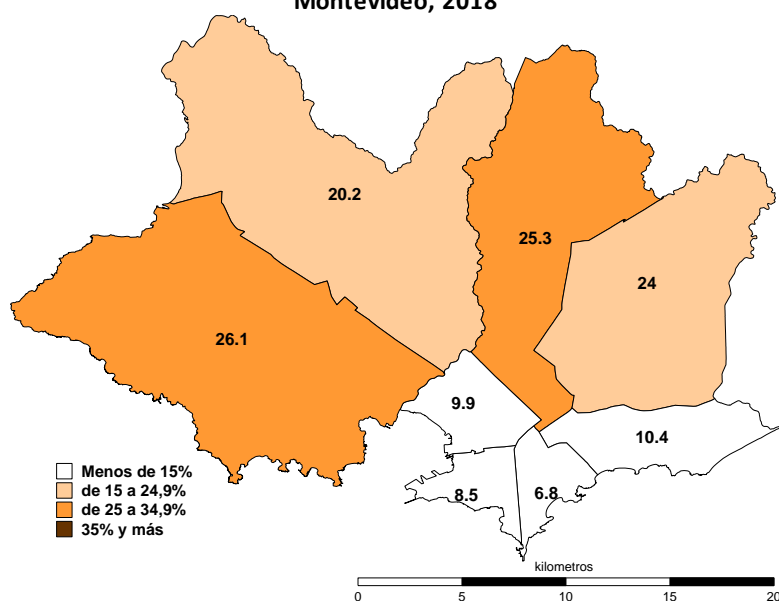 Montevideo, 2018
20.2
25.3
24
26.1
9.9
10.4
8.5
6.8
Menos de 15%
de 15 a 24,9%
de 25 a 34,9%
35% y más
kilometros
0 5 10 15 20